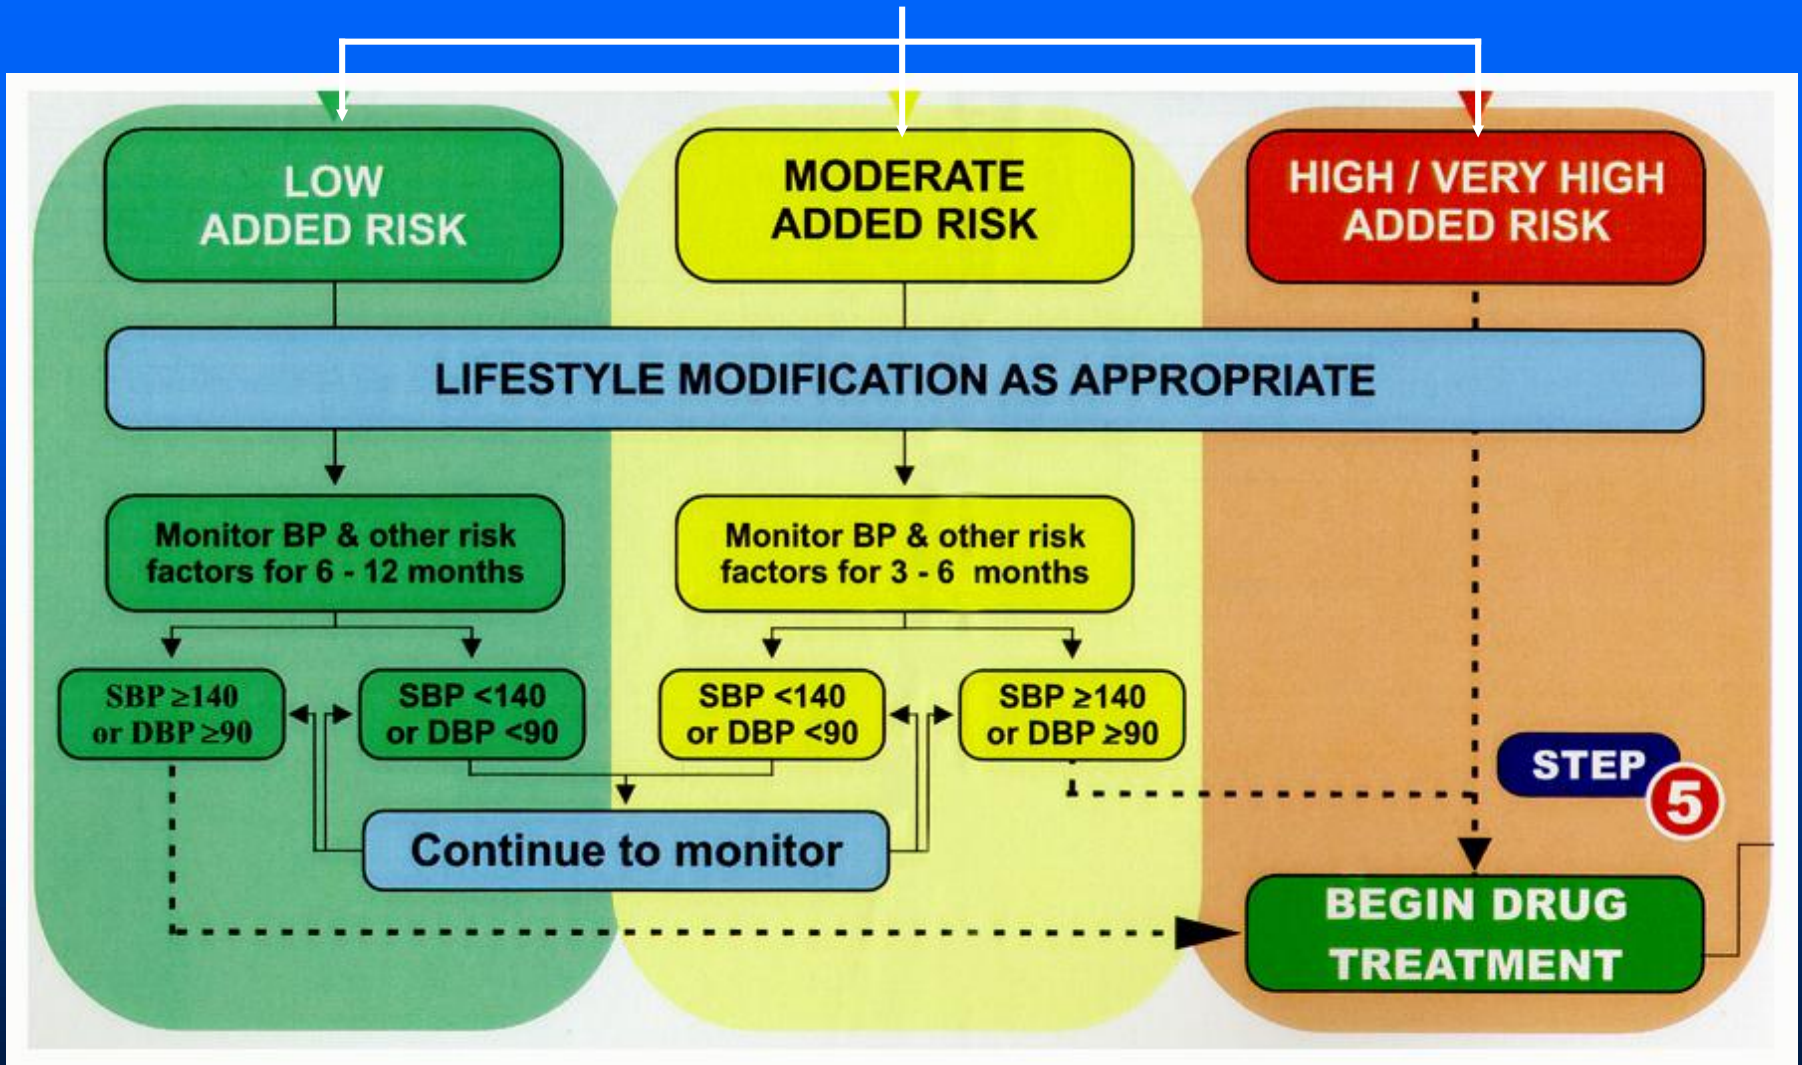 LOW
ADDED RISK
MODERATE
ADDED RISK
HIGH / VERY HIGH
ADDED RISK
LIFESTYLE MODIFICATION AS APPROPRIATE
Monitor BP & other risk
factors for 6 - 12 months
Monitor BP & other risk
factors for 3 - 6 months
SBP ≥140
or DBP ≥90
SBP <140
or DBP <90
SBP <140
or DBP <90
SBP ≥140
or DBP ≥90
STEP
5
Continue to monitor
BEGIN DRUG
TREATMENT